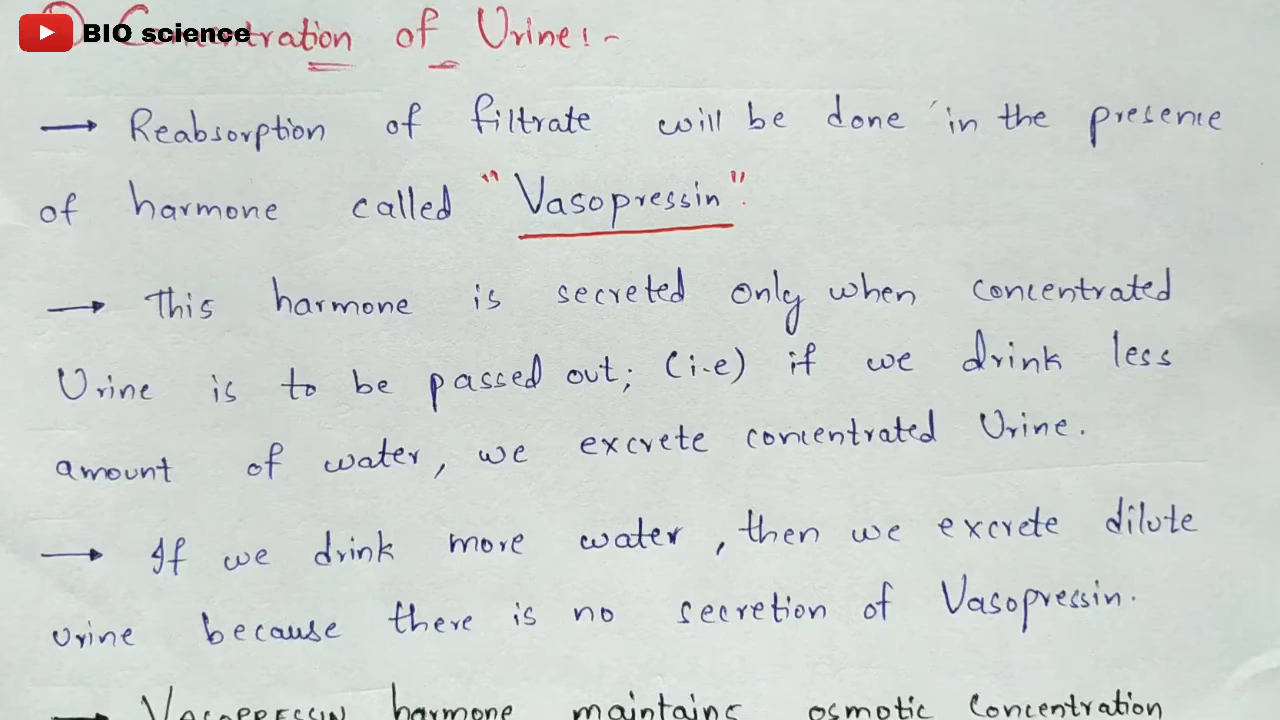 BIO science
Concentration of Urine:-
→ Reabsorption of filtrate will be done in the presence
of harmone called "Vasopressin".
→ This harmone is secreted only when concentrated
Urine is to be passed out; (i-e) if we drink less
amount of water, we excrete concentrated Urine.
→ If we drink more water, then we excrete dilute
urine because there is no secretion of Vasopressin.
→ Vasopressin harmone maintains osmotic Concentration